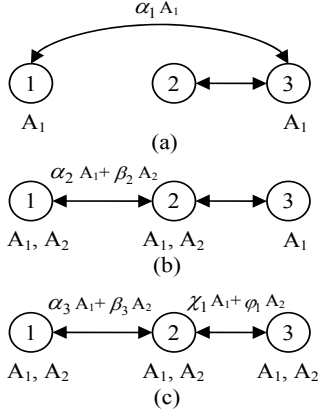 α₁ A₁
1 2 3
A₁ A₁
(a)
α₂ A₁ + β₂ A₂
1 2 3
A₁, A₂ A₁, A₂ A₁
(b)
α₃ A₁ + β₃ A₂ χ₁ A₁ + φ₁ A₂
1 2 3
A₁, A₂ A₁, A₂ A₁, A₂
(c)